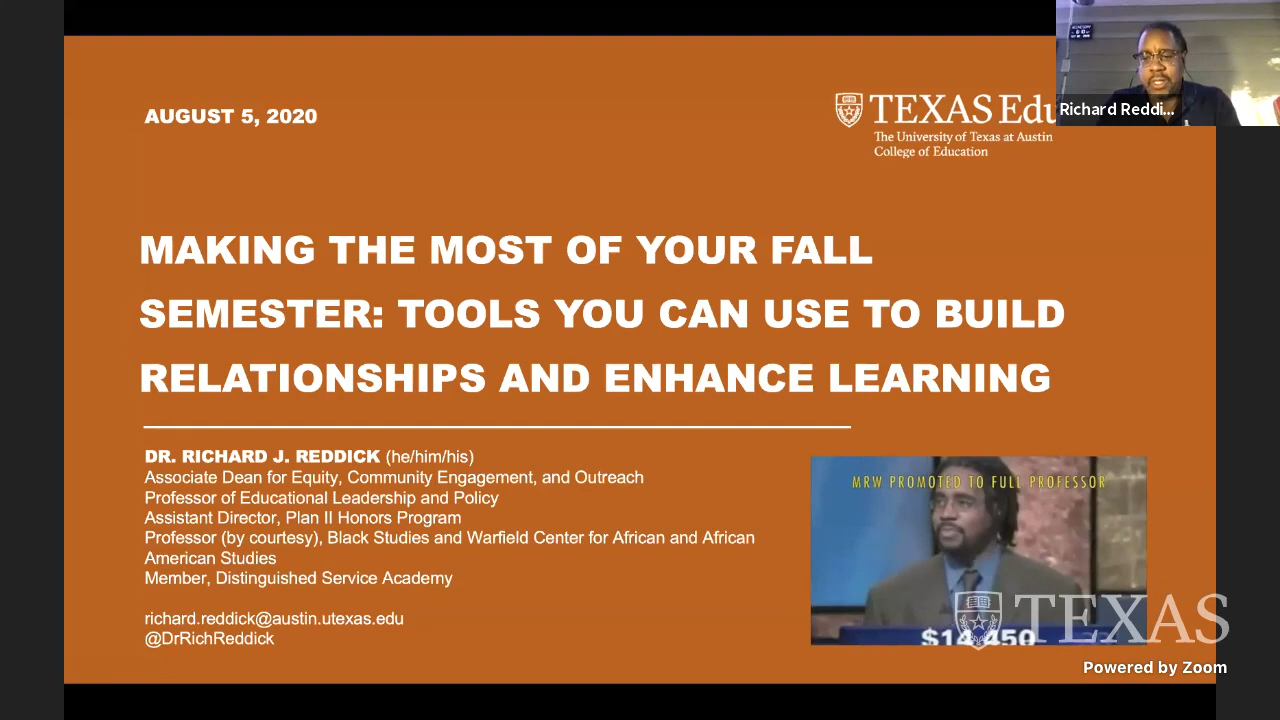 AUGUST 5, 2020
TEXAS Edu
The University of Texas at Austin
College of Education
Richard Reddi...
MAKING THE MOST OF YOUR FALL
SEMESTER: TOOLS YOU CAN USE TO BUILD
RELATIONSHIPS AND ENHANCE LEARNING
DR. RICHARD J. REDDICK (he/him/his)
Associate Dean for Equity, Community Engagement, and Outreach
Professor of Educational Leadership and Policy
Assistant Director, Plan II Honors Program
Professor (by courtesy), Black Studies and Warfield Center for African and African
American Studies
Member, Distinguished Service Academy
richard.reddick@austin.utexas.edu
@DrRichReddick
MRW PROMOTED TO FULL PROFESSOR
$14,450
TEXAS
Powered by Zoom